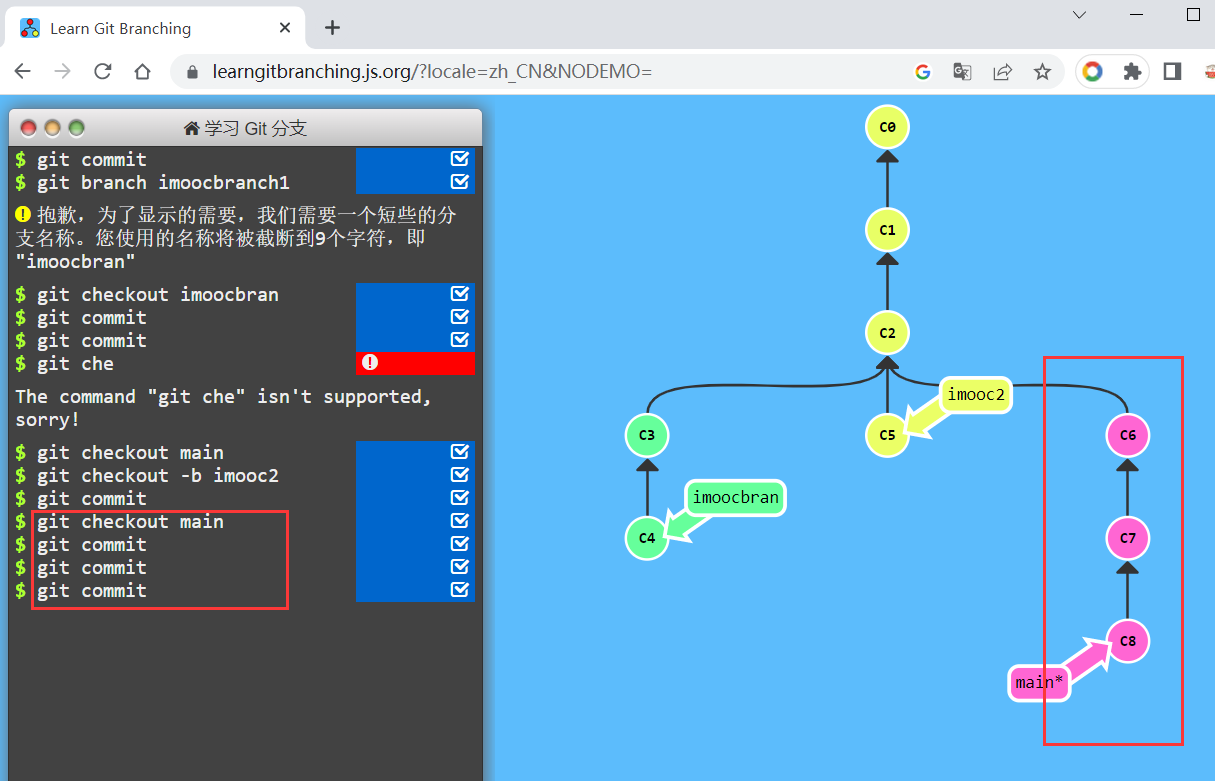 Learn Git Branching
learngitbranching.js.org/?locale=zh_CN&NODEMO=
学习 Git 分支
$ git commit
$ git branch imoocbranch1
抱歉，为了显示的需要，我们需要一个短些的分
支名称。您使用的名称将被截断到9个字符，即
"imoocbran"
$ git checkout imoocbran
$ git commit
$ git commit
$ git che
The command "git che" isn't supported,
sorry!
$ git checkout main
$ git checkout -b imooc2
$ git commit
$ git checkout main
$ git commit
$ git commit
$ git commit
C0
C1
C2
imooc2
C3
C5
C6
imoocbran
C4
C7
C8
main*